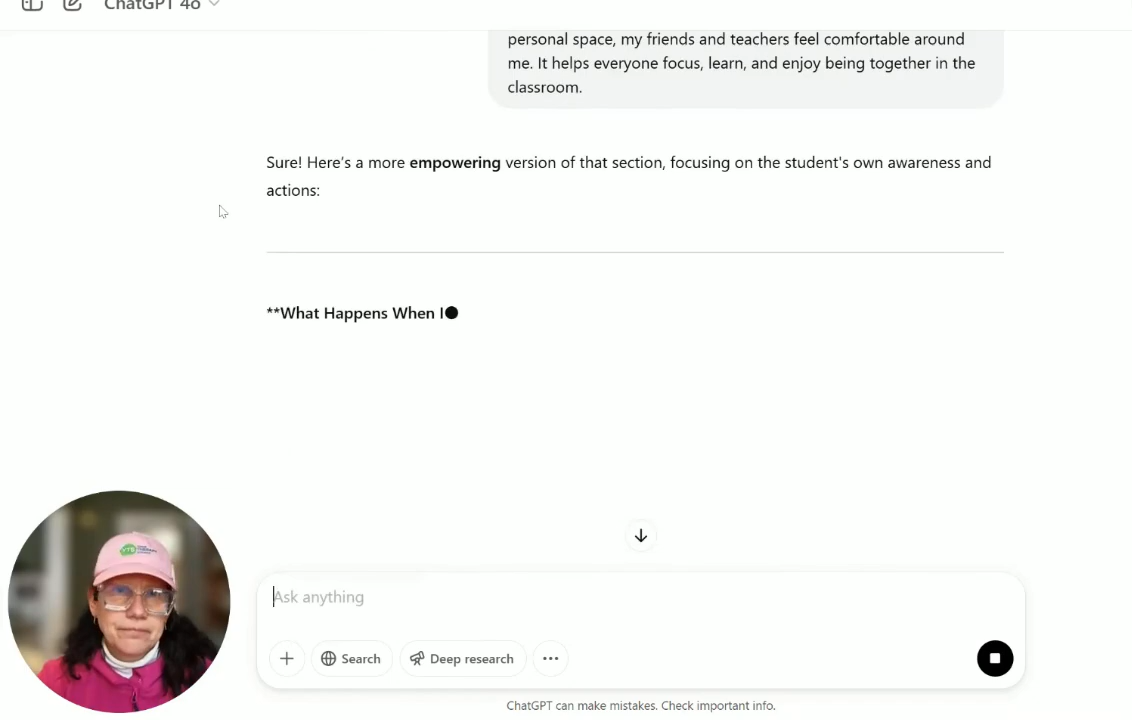 ChatGPT 4o
personal space, my friends and teachers feel comfortable around
me. It helps everyone focus, learn, and enjoy being together in the
classroom.
Sure! Here's a more empowering version of that section, focusing on the student's own awareness and
actions:
**What Happens When I
Ask anything
Search
Deep research
ChatGPT can make mistakes. Check important info.